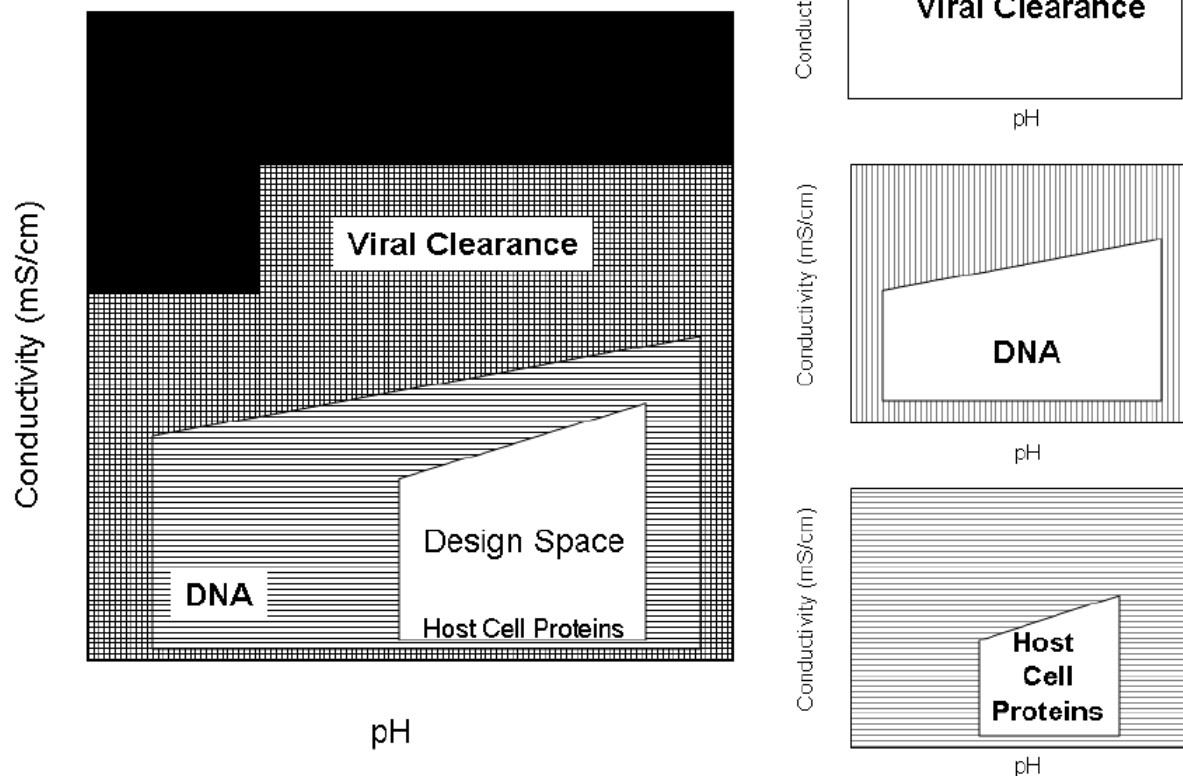 Conductivity (mS/cm)
Viral Clearance
Design Space
DNA
Host Cell Proteins
pH
Viral Clearance
pH
Conductivity (mS/cm)
DNA
pH
Conductivity (mS/cm)
Host
Cell
Proteins
pH